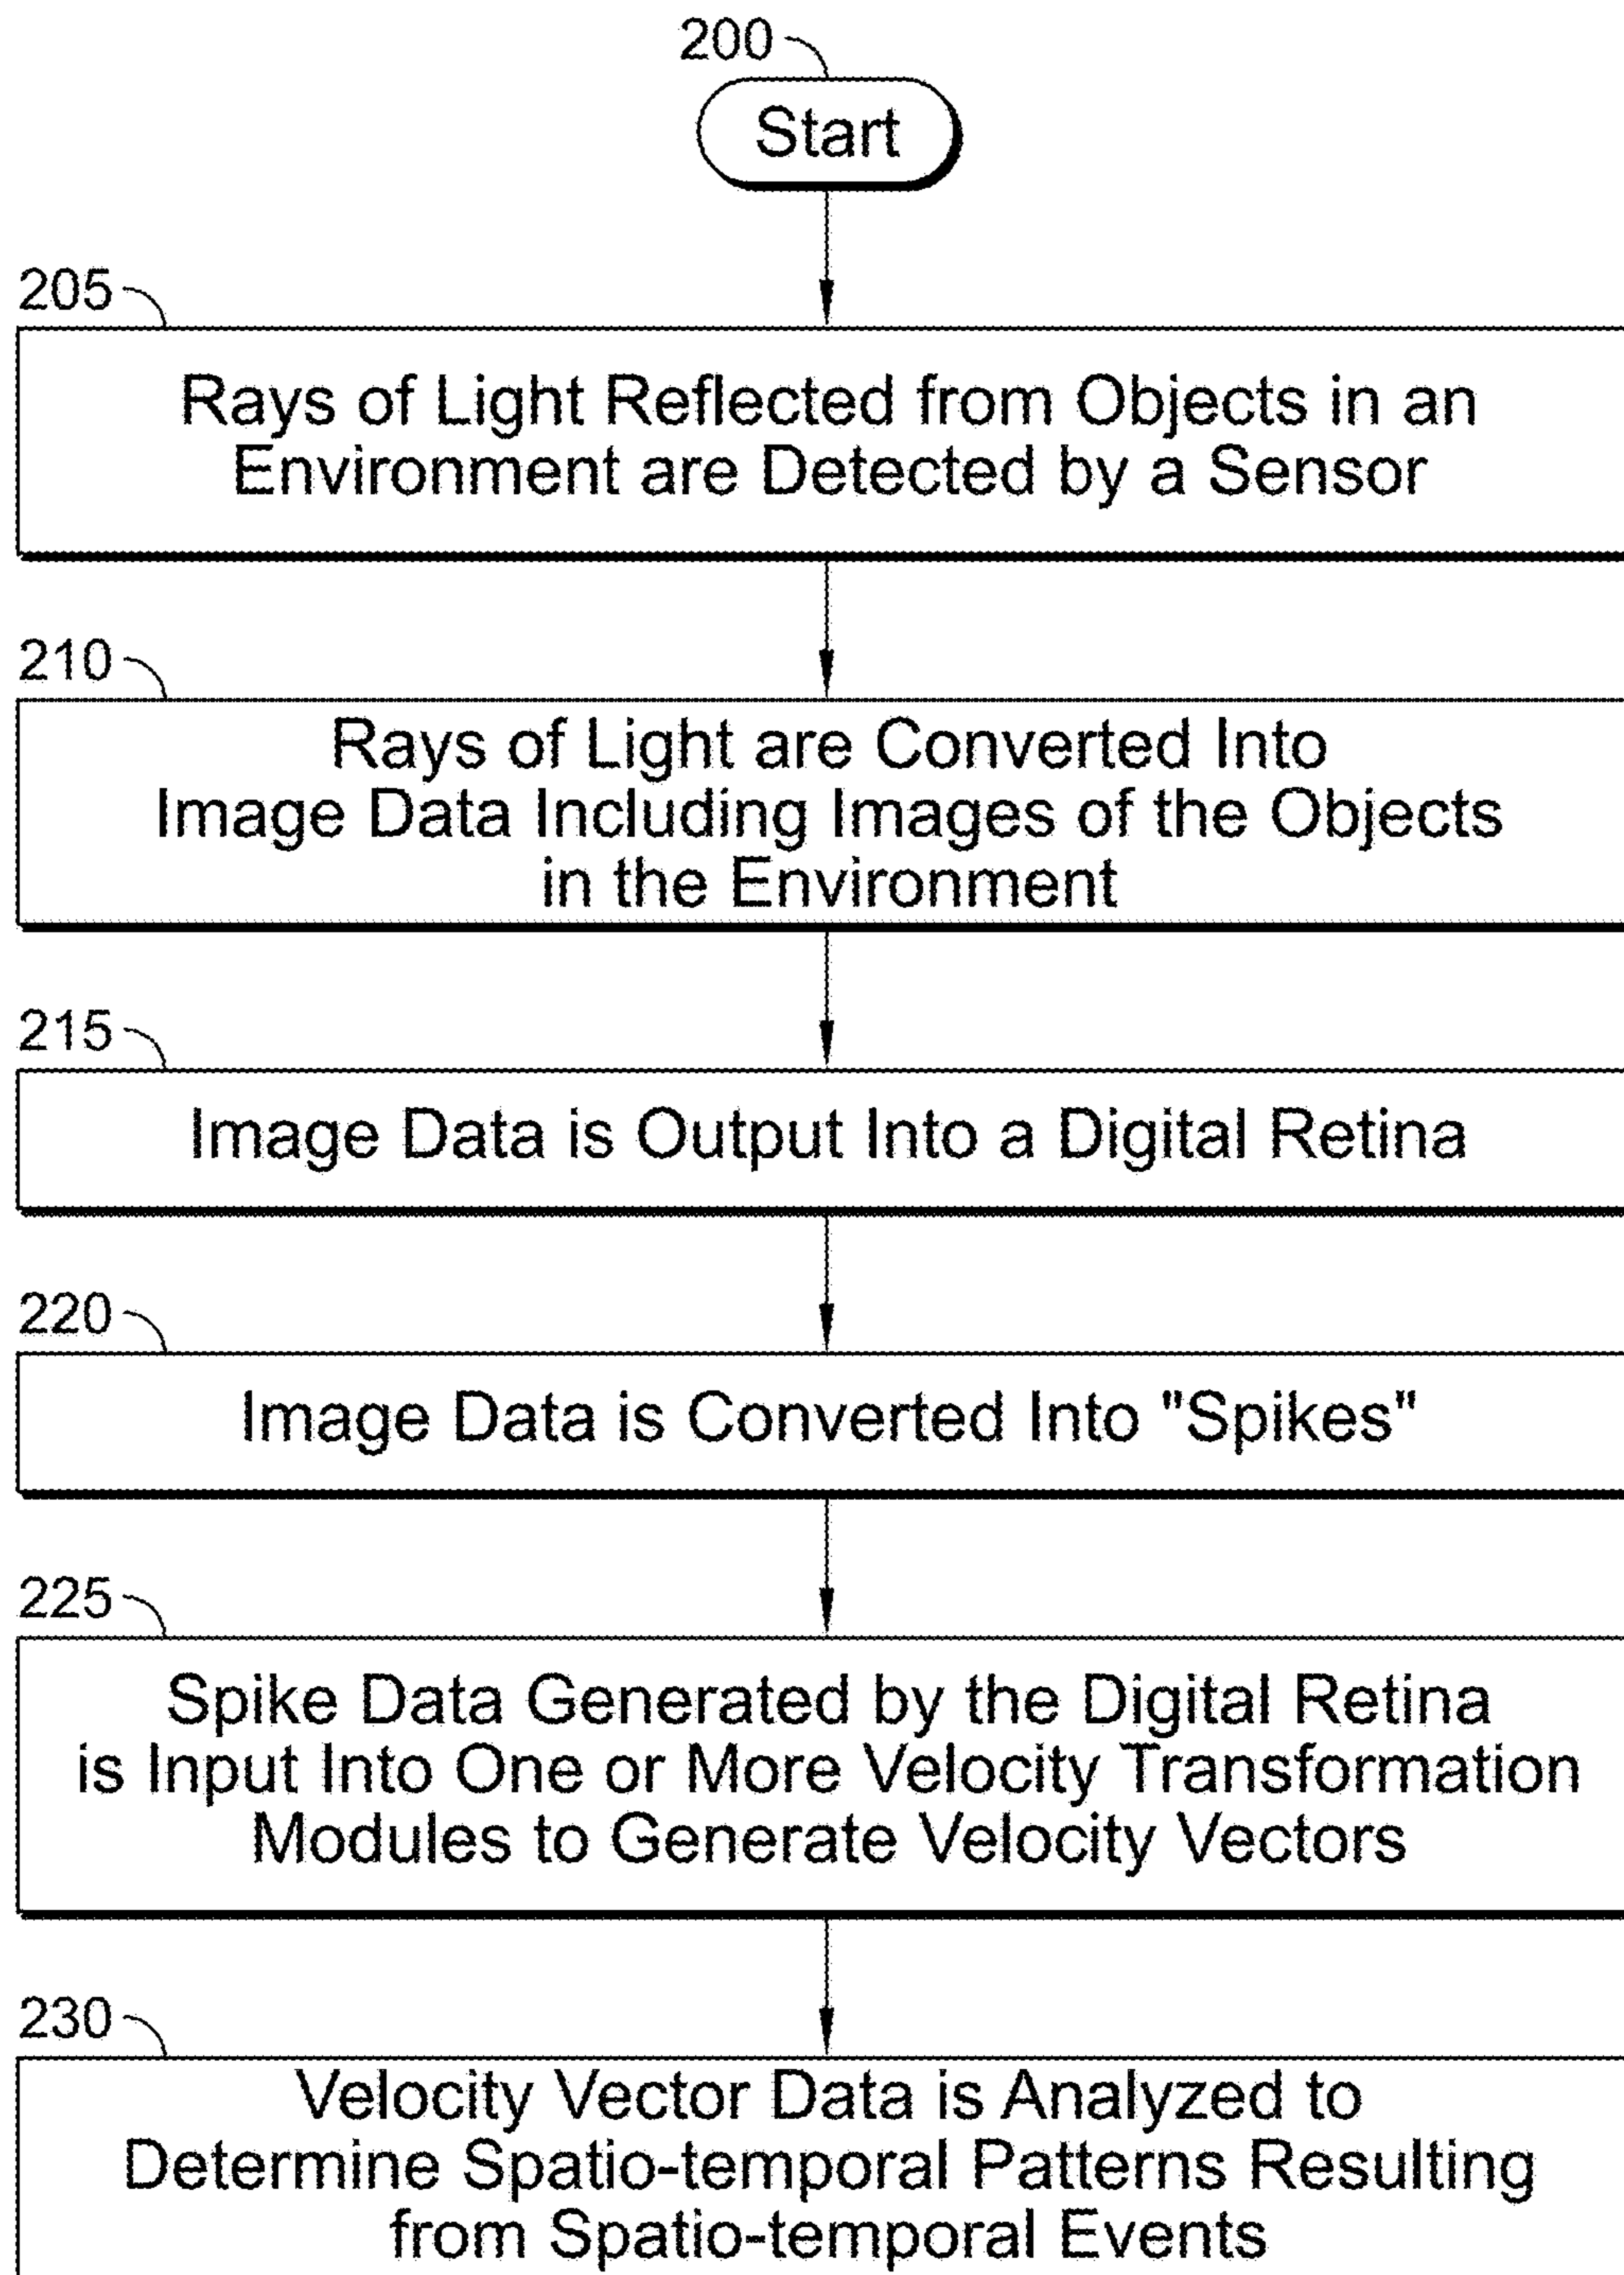 200
Start
205
Rays of Light Reflected from Objects in an
Environment are Detected by a Sensor
210
Rays of Light are Converted Into
Image Data Including Images of the Objects
in the Environment
215
Image Data is Output Into a Digital Retina
220
Image Data is Converted Into "Spikes"
225
Spike Data Generated by the Digital Retina
is Input Into One or More Velocity Transformation
Modules to Generate Velocity Vectors
230
Velocity Vector Data is Analyzed to
Determine Spatio-temporal Patterns Resulting
from Spatio-temporal Events